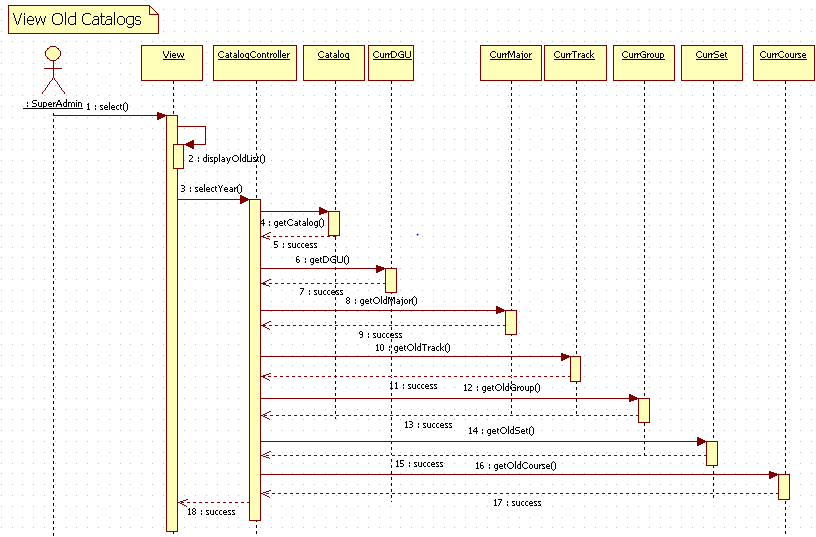 View Old Catalogs
View
CatalogController
Catalog
CurrDGU
CurrMajor
CurrTrack
CurrGroup
CurrSet
CurrCourse
: SuperAdmin
1 : select()
2 : displayOldList()
3 : selectYear()
4 : getCatalog()
5 : success
6 : getDGU()
7 : success
8 : getOldMajor()
9 : success
10 : getOldTrack()
11 : success
12 : getOldGroup()
13 : success
14 : getOldSet()
15 : success
16 : getOldCourse()
17 : success
18 : success